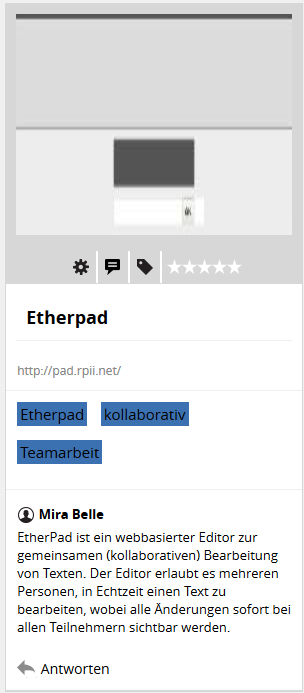 Etherpad
http://pad.rpii.net/
Etherpad kollaborativ
Teamarbeit
Mira Belle
EtherPad ist ein webbasierter Editor zur
gemeinsamen (kollaborativen) Bearbeitung
von Texten. Der Editor erlaubt es mehreren
Personen, in Echtzeit einen Text zu
bearbeiten, wobei alle Änderungen sofort bei
allen Teilnehmern sichtbar werden.
Antworten